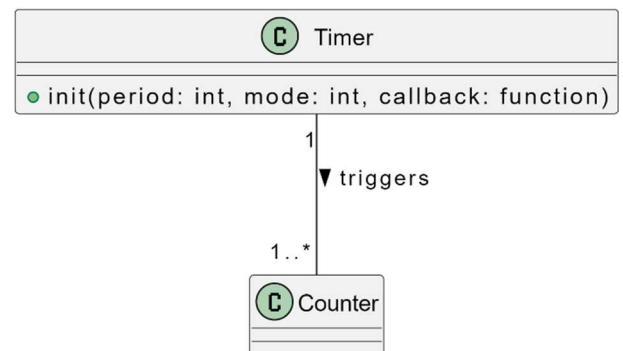 C Timer
init(period: int, mode: int, callback: function)
1
triggers
1..*
C Counter